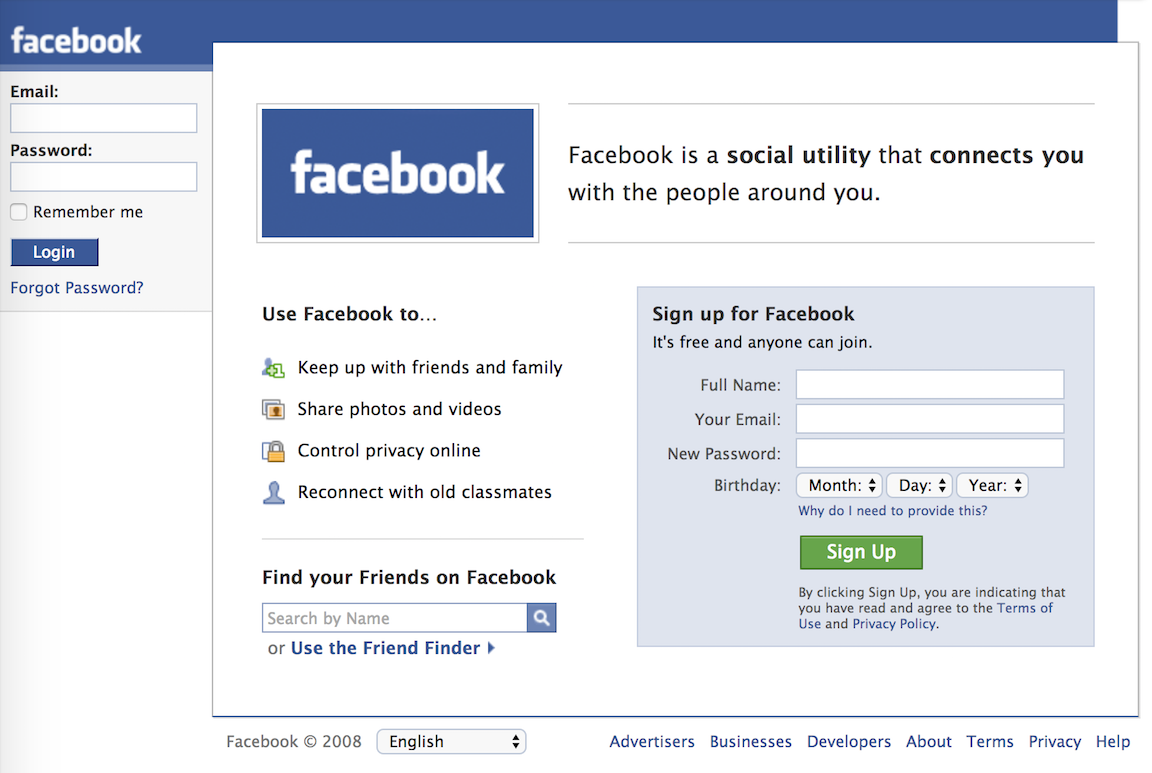 facebook
Email:
Password:
Remember me
Login
Forgot Password?
facebook
Facebook is a social utility that connects you
with the people around you.
Use Facebook to...
Keep up with friends and family
Share photos and videos
Control privacy online
Reconnect with old classmates
Find your Friends on Facebook
Search by Name
or Use the Friend Finder
Sign up for Facebook
It's free and anyone can join.
Full Name:
Your Email:
New Password:
Birthday: Month: Day: Year:
Why do I need to provide this?
Sign Up
By clicking Sign Up, you are indicating that
you have read and agree to the Terms of
Use and Privacy Policy.
Facebook © 2008 English Advertisers Businesses Developers About Terms Privacy Help